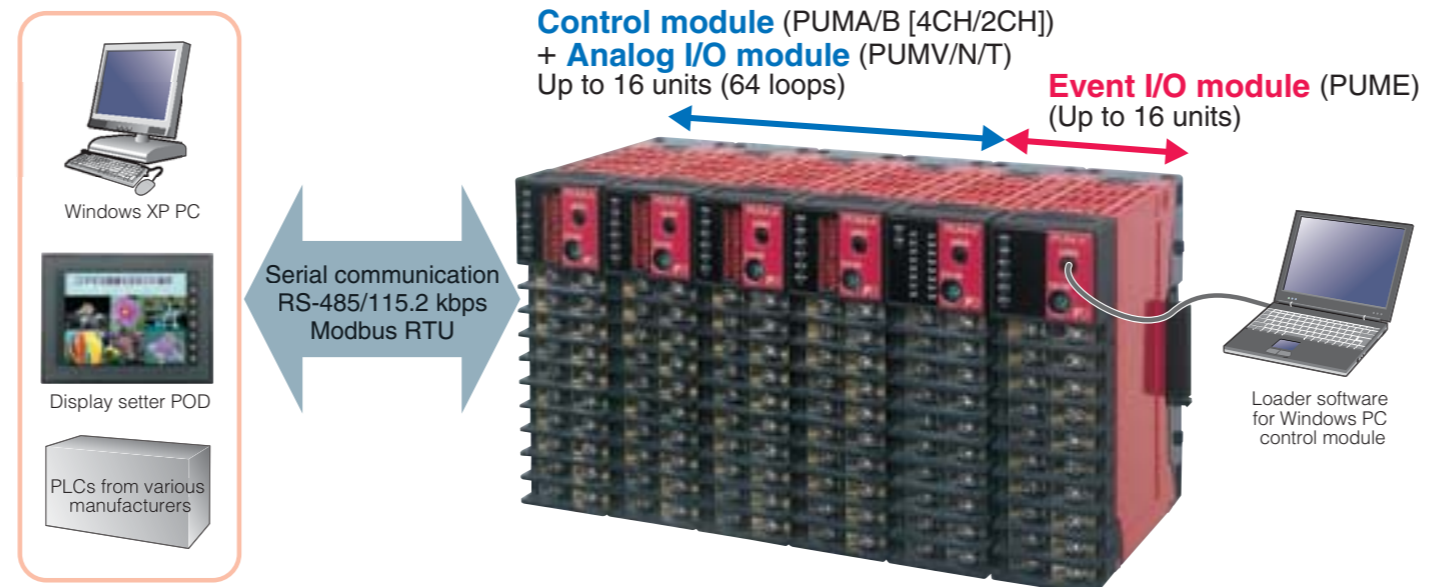 Control module (PUMA/B [4CH/2CH])
+ Analog I/O module (PUMV/N/T)
Up to 16 units (64 loops)
Event I/O module (PUME)
(Up to 16 units)
Windows XP PC
Display setter POD
PLCs from various
manufacturers
Serial communication
RS-485/115.2 kbps
Modbus RTU
Loader software
for Windows PC
control module